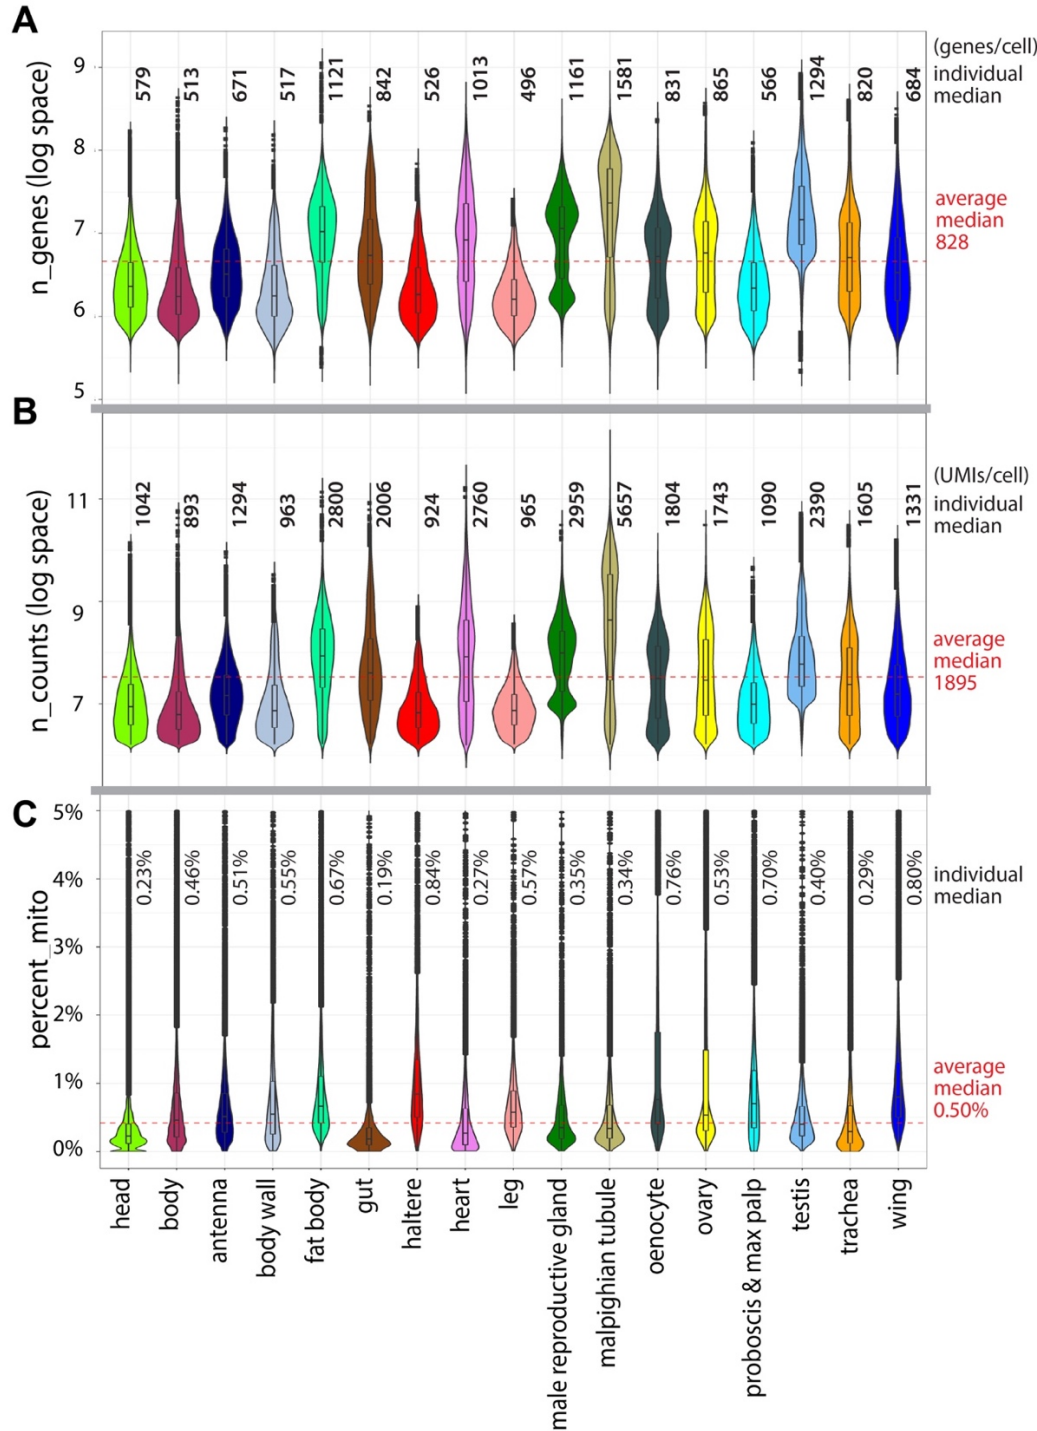 A
n_genes (log space)
9
8
7
6
5
579
513
671
517
1121
842
526
1013
496
1161
1581
831
865
566
1294
820
684
(genes/cell)
individual
median
average
median
828
B
n_counts (log space)
11
9
7
1042
893
1294
963
2800
2006
924
2760
965
2959
5657
1804
1743
1090
2390
1605
1331
(UMIs/cell)
individual
median
average
median
1895
C
percent_mito
5%
4%
3%
2%
1%
0%
0.23%
0.46%
0.51%
0.55%
0.67%
0.19%
0.84%
0.27%
0.57%
0.35%
0.34%
0.76%
0.53%
0.70%
0.40%
0.29%
0.80%
individual
median
average
median
0.50%
head
body
antenna
body wall
fat body
gut
haltere
heart
leg
male reproductive gland
malpighian tubule
oenocyte
ovary
proboscis & max palp
testis
trachea
wing